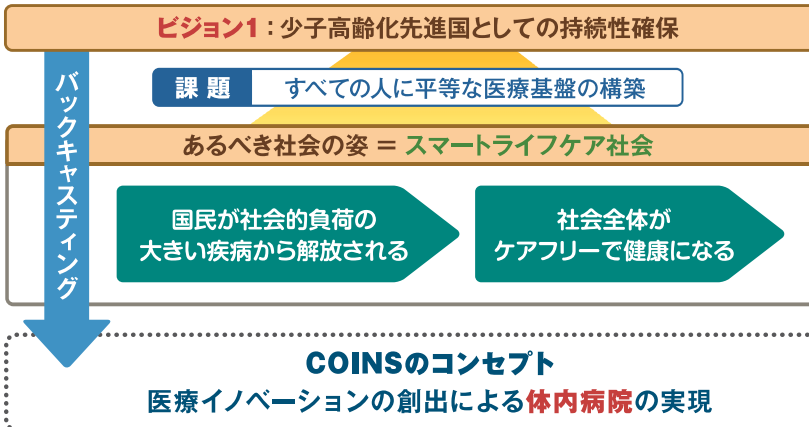 ビジョン1：少子高齢化先進国としての持続性確保
バックキャスティング
課題 すべての人に平等な医療基盤の構築
あるべき社会の姿 = スマートライフケア社会
国民が社会的負荷の
大きい疾病から解放される
社会全体が
ケアフリーで健康になる
COINSのコンセプト
医療イノベーションの創出による体内病院の実現